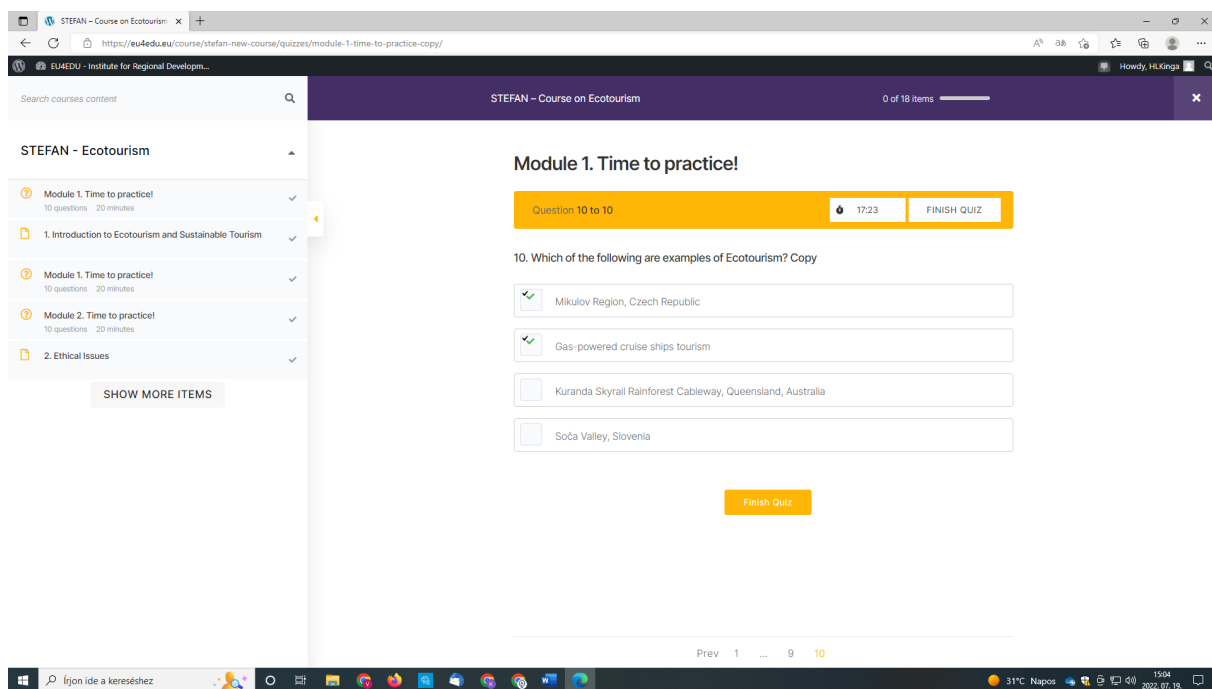 STEFAN – Course on Ecotourism
https://eu4edu.eu/course/stefan-new-course/quizzes/module-1-time-to-practice-copy/
EU4EDU - Institute for Regional Developm...
Howdy, HLKinga
Search courses content
STEFAN – Course on Ecotourism
0 of 18 items
STEFAN - Ecotourism
Module 1. Time to practice!
10 questions 20 minutes
1. Introduction to Ecotourism and Sustainable Tourism
Module 1. Time to practice!
10 questions 20 minutes
Module 2. Time to practice!
10 questions 20 minutes
2. Ethical Issues
SHOW MORE ITEMS
Module 1. Time to practice!
Question 10 to 10
17:23
FINISH QUIZ
10. Which of the following are examples of Ecotourism? Copy
Mikulov Region, Czech Republic
Gas-powered cruise ships tourism
Kuranda Skyrail Rainforest Cableway, Queensland, Australia
Soča Valley, Slovenia
Finish Quiz
Prev 1 ... 9 10
Írjon ide a kereséshez
31°C Napos
15:04
2022. 07. 19.